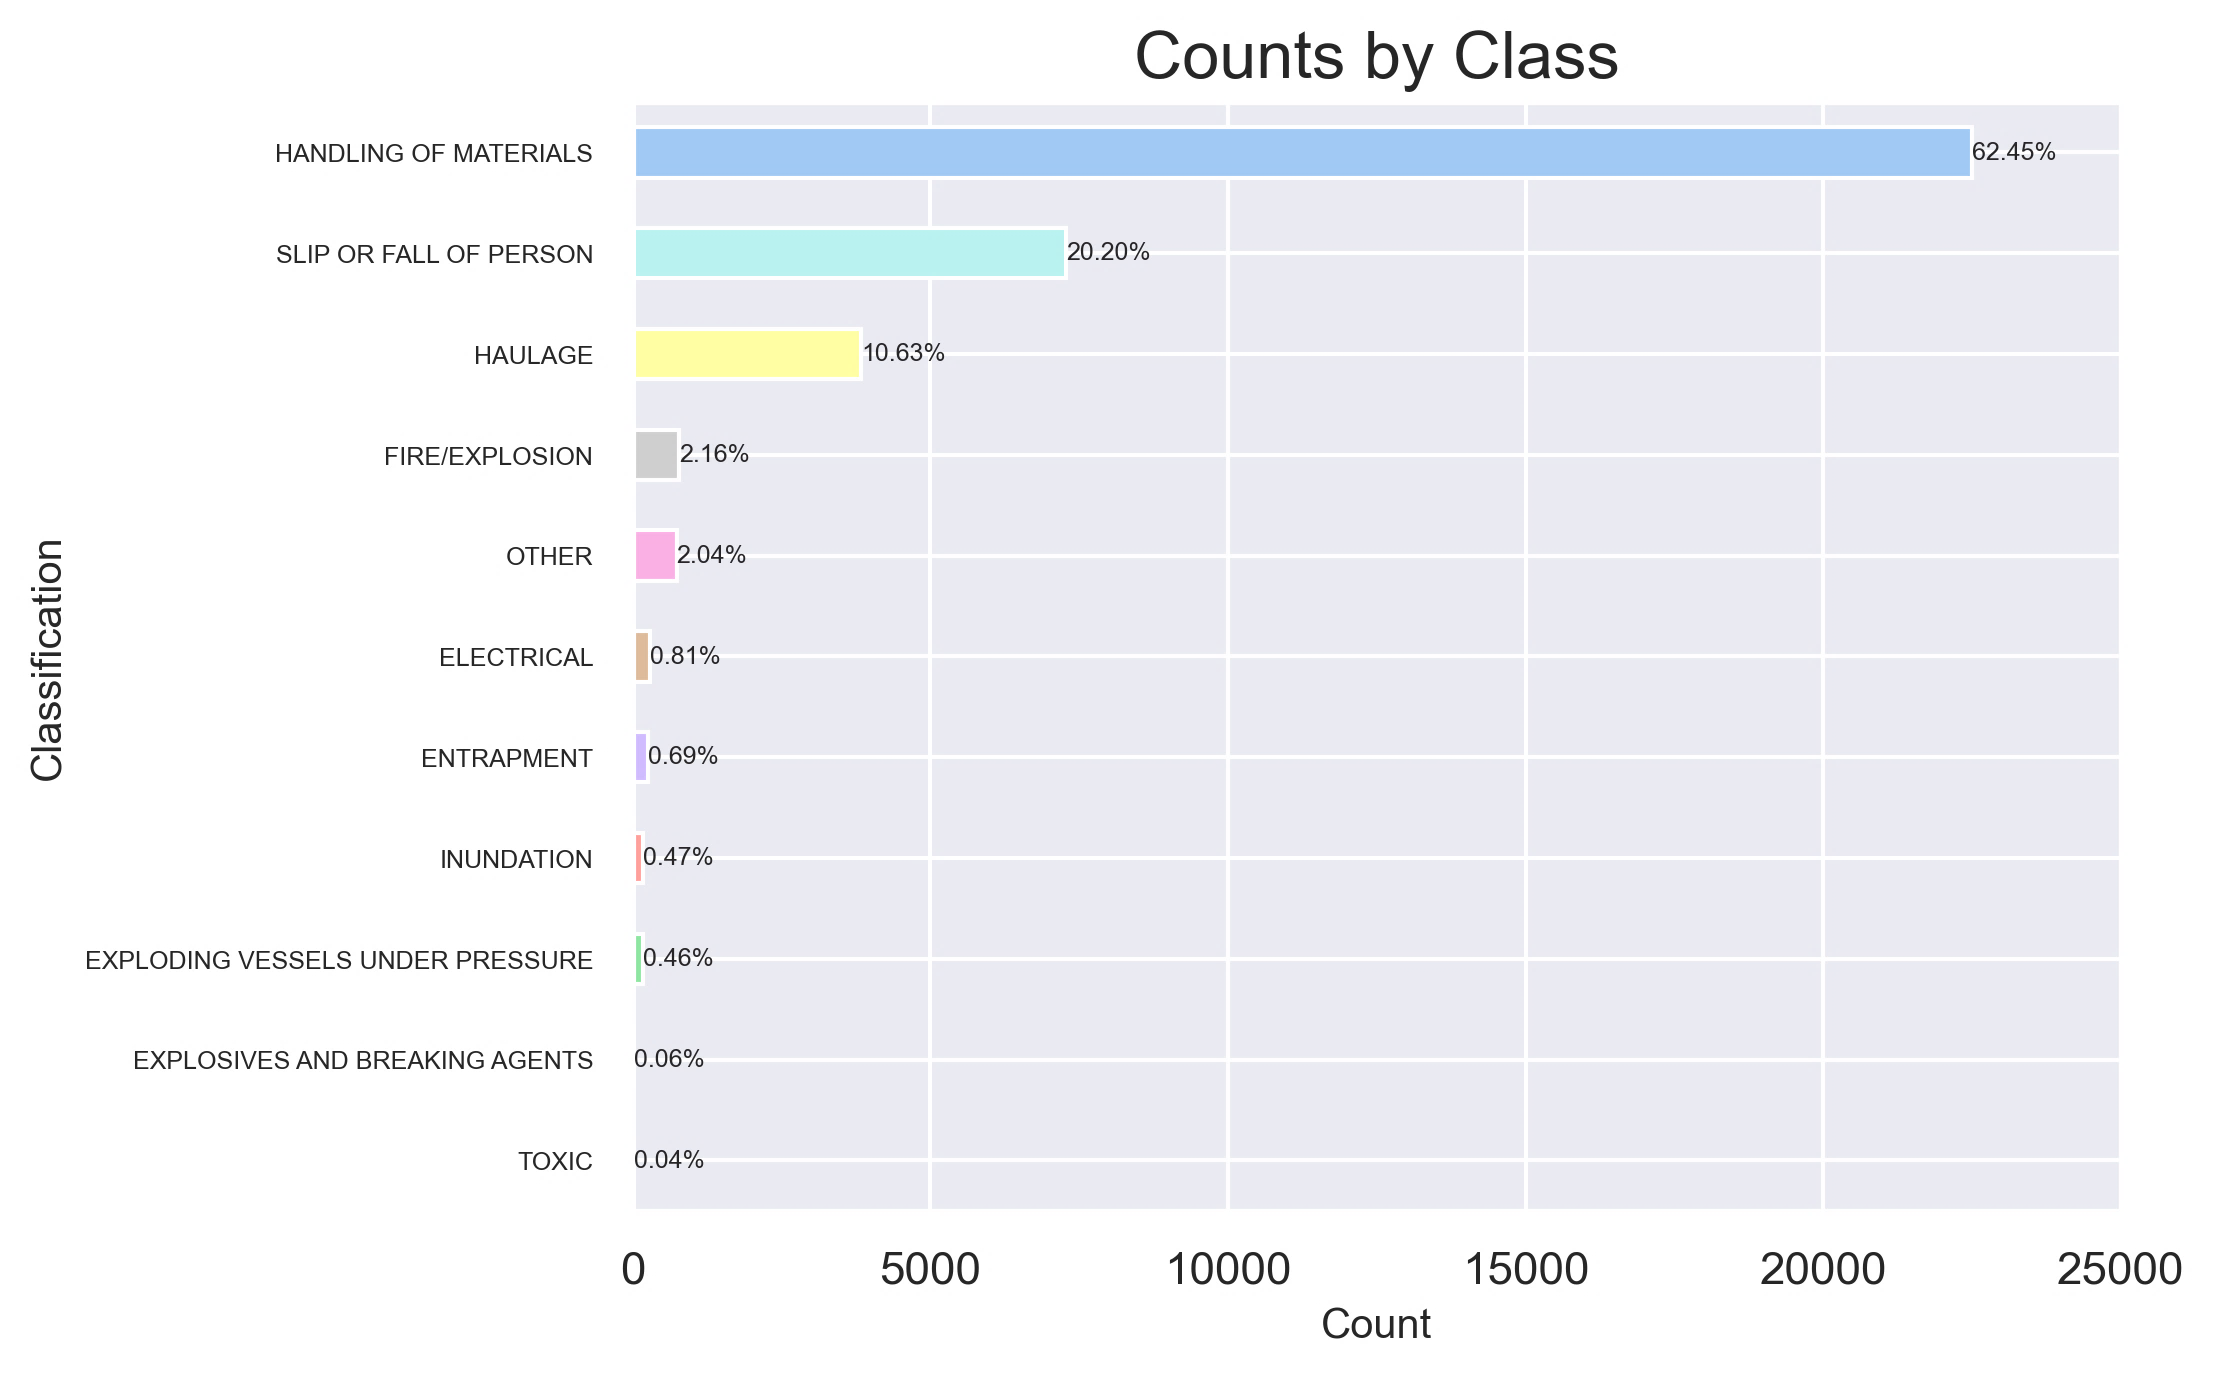 Counts by Class
HANDLING OF MATERIALS
62.45%
SLIP OR FALL OF PERSON
20.20%
HAULAGE
10.63%
FIRE/EXPLOSION
2.16%
OTHER
2.04%
ELECTRICAL
0.81%
ENTRAPMENT
0.69%
INUNDATION
0.47%
EXPLODING VESSELS UNDER PRESSURE
0.46%
EXPLOSIVES AND BREAKING AGENTS
0.06%
TOXIC
0.04%
Classification
0 5000 10000 15000 20000 25000
Count